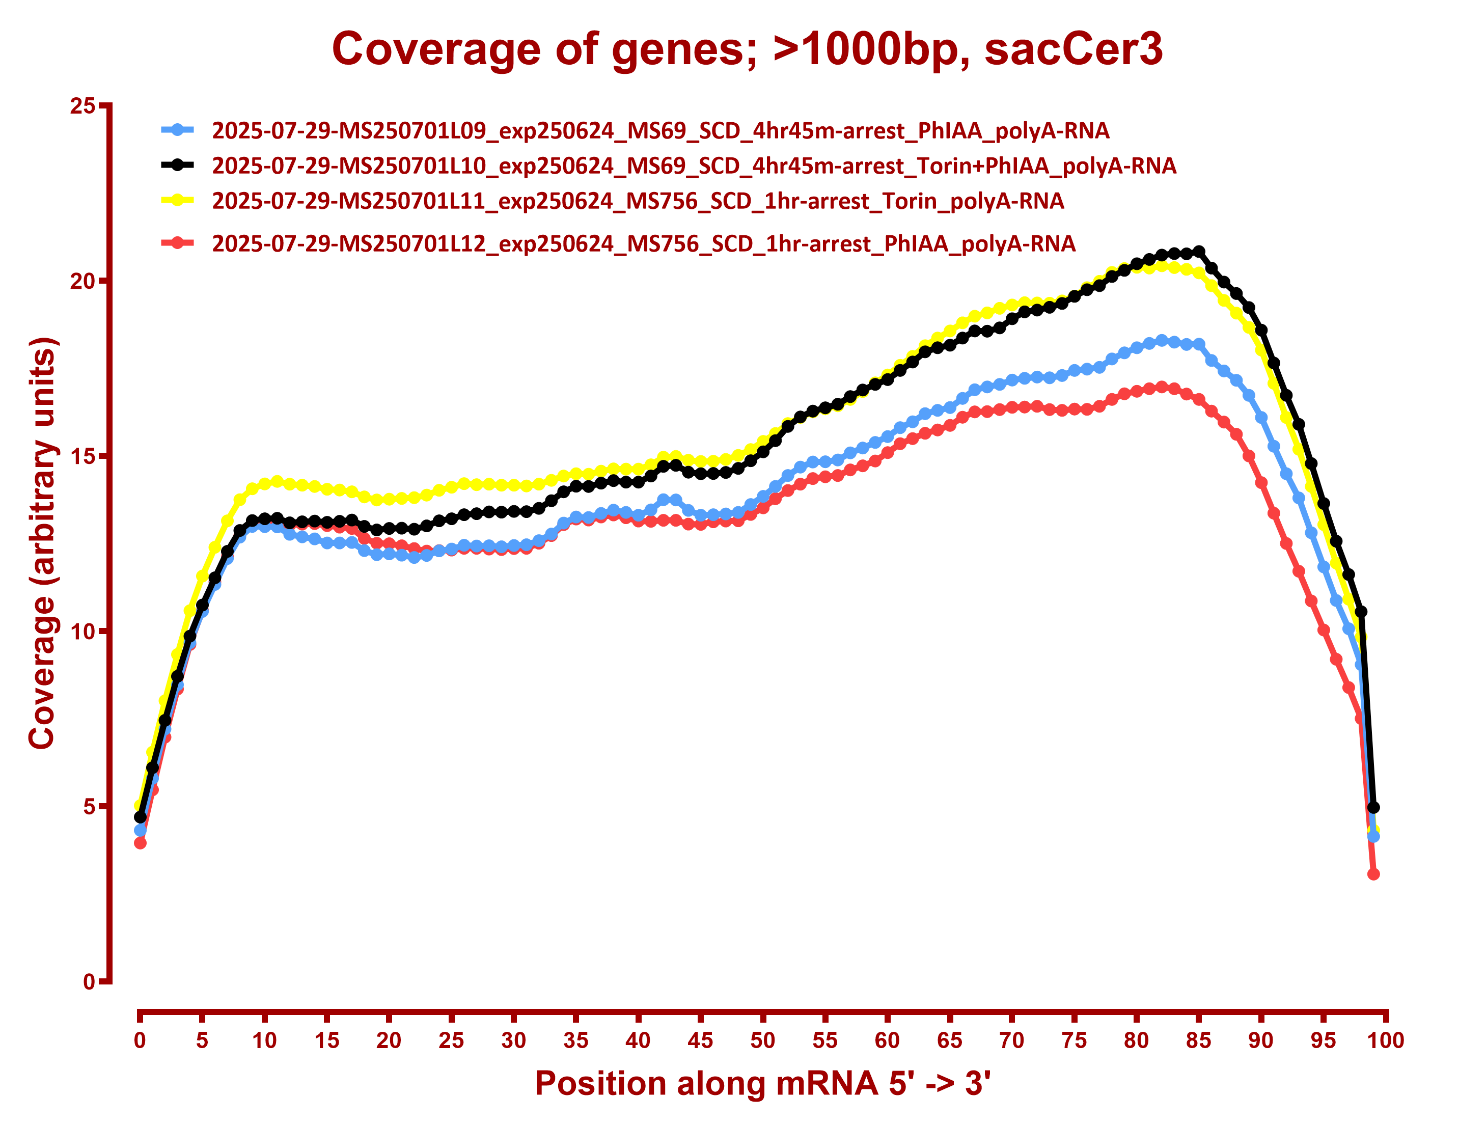 Coverage of genes; >1000bp, sacCer3
25
2025-07-29-MS250701L09_exp250624_MS69_SCD_4hr45m-arrest_PhIAA_polyA-RNA
2025-07-29-MS250701L10_exp250624_MS69_SCD_4hr45m-arrest_Torin+PhIAA_polyA-RNA
2025-07-29-MS250701L11_exp250624_MS756_SCD_1hr-arrest_Torin_polyA-RNA
2025-07-29-MS250701L12_exp250624_MS756_SCD_1hr-arrest_PhIAA_polyA-RNA
20
15
10
5
0
Coverage (arbitrary units)
0 5 10 15 20 25 30 35 40 45 50 55 60 65 70 75 80 85 90 95 100
Position along mRNA 5' -> 3'